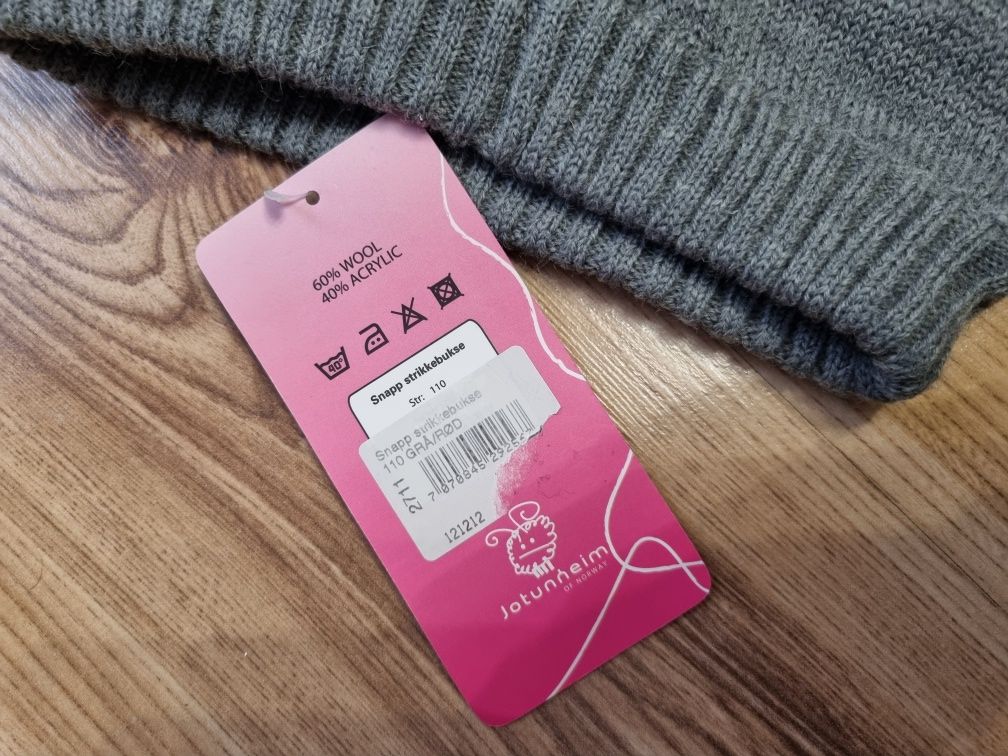 60% WOOL
40% ACRYLIC
40°
Snapp strikkebukse
Str: 110
Snapp strikkebukse
110 GRÅ/RØD
2711
121212
Jotunheim
OF NORWAY